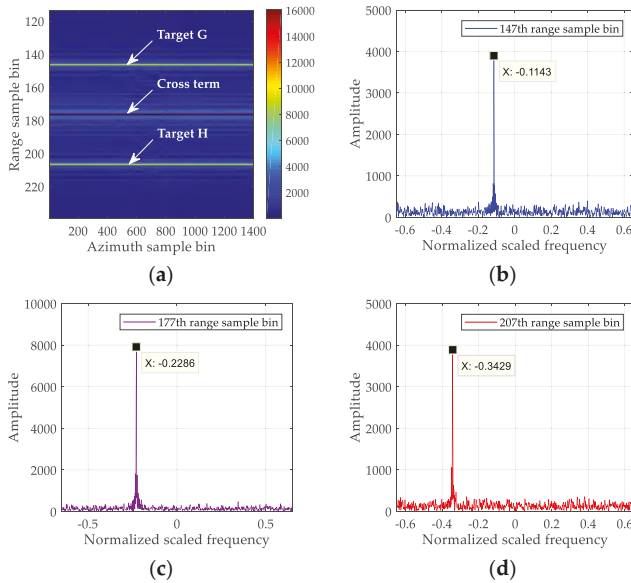 Target G
Cross term
Target H
120
140
160
180
200
220
Range sample bin
200 400 600 800 1000 1200 1400
Azimuth sample bin
16000
14000
12000
10000
8000
6000
4000
2000
(a)
147th range sample bin
X: -0.1143
5000
4000
3000
2000
1000
0
Amplitude
-0.6 -0.4 -0.2 0 0.2 0.4 0.6
Normalized scaled frequency
(b)
177th range sample bin
X: -0.2286
10000
8000
6000
4000
2000
0
Amplitude
-0.5 0 0.5
Normalized scaled frequency
(c)
207th range sample bin
X: -0.3429
5000
4000
3000
2000
1000
0
Amplitude
-0.6 -0.4 -0.2 0 0.2 0.4 0.6
Normalized scaled frequency
(d)